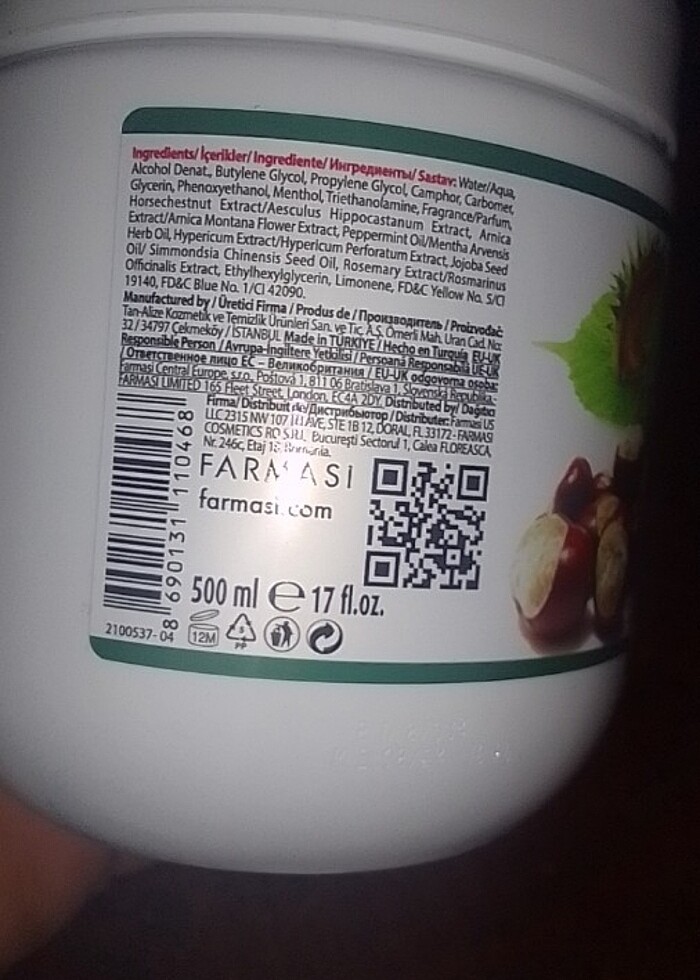 Ingredients/ İçerikler/ Ingrediente/ Ингредиенты/ Sastav: Water/Aqua,
Alcohol Denat., Butylene Glycol, Propylene Glycol, Camphor, Carbomer,
Glycerin, Phenoxyethanol, Menthol, Triethanolamine, Fragrance/Parfum,
Horsechestnut Extract/Aesculus Hippocastanum Extract, Arnica
Extract/Arnica Montana Flower Extract, Peppermint Oil/Mentha Arvensis
Herb Oil, Hypericum Extract/Hypericum Perforatum Extract, Jojoba Seed
Oil/ Simmondsia Chinensis Seed Oil, Rosemary Extract/Rosmarinus
Officinalis Extract, Ethylhexylglycerin, Limonene, FD&C Yellow No. 5/CI
19140, FD&C Blue No. 1/CI 42090.
Manufactured by / Üretici Firma / Produs de / Производитель / Proizvođač:
Tan-Alize Kozmetik ve Temizlik Ürünleri San. ve Tic. A.Ş. Ömerli Mah. Uran Cad. No:
32 / 34797 Çekmeköy / İSTANBUL Made in TÜRKİYE / Hecho en Turquía EU-UK
Responsible Person / Avrupa-İngiltere Yetkilisi / Persoană Responsabilă UE-UK
/ Ответственное лицо ЕС - Великобритания / EU-UK odgovorna osoba:
Farmasi Central Europe, s.r.o. Poštová 1, 811 06 Bratislava 1, Slovenská Republika.-
FARMASI LIMITED 165 Fleet Street, London, EC4A 2DY. Distributed by/ Dağıtıcı
Firma/ Distribuit de/Дистрибьютор / Distributer: Farmasi US
LLC 2315 NW 107 AVE, STE 1B 12, DORAL, FL 33172 - FARMASI
COSMETICS RO S.R.L. Bucureşti Sectorul 1, Calea FLOREASCA,
Nr. 246c, Etaj Romania.
FARMASI
farmasi.com
8 690131 110468
500 ml e 17 fl.oz.
2100537-04
12M
5
PP